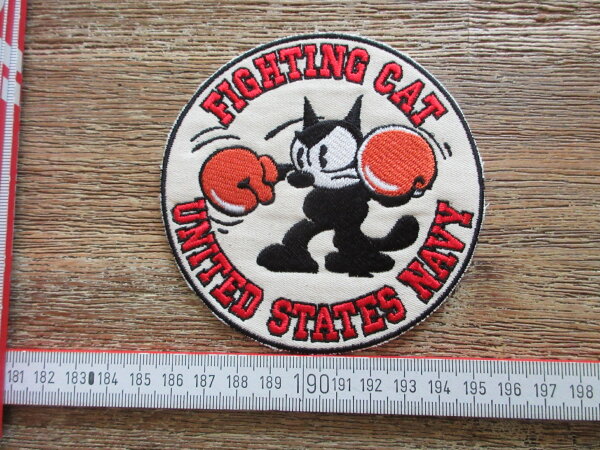 FIGHTING CAT
UNITED STATES NAVY
181 182 183 184 185 186 187 188 189 190 191 192 193 194 195 196 197 198